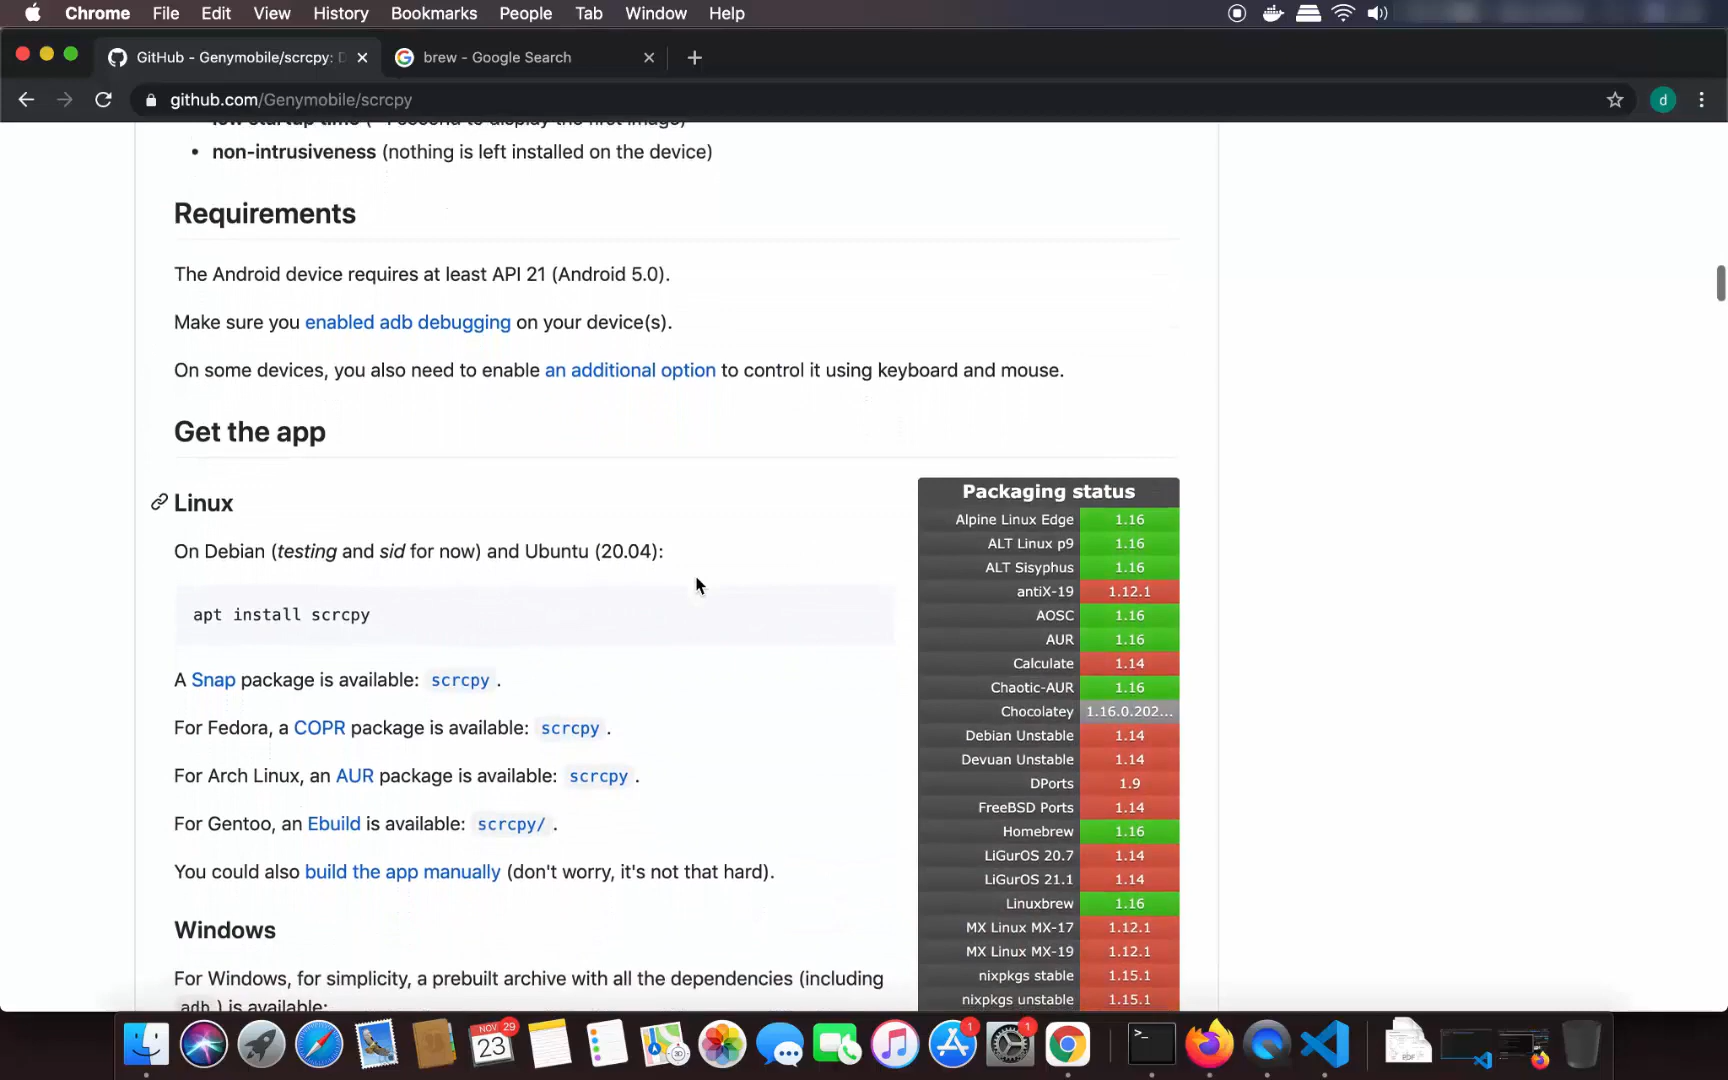 Chrome File Edit View History Bookmarks People Tab Window Help
GitHub - Genymobile/scrcpy: D
brew - Google Search
github.com/Genymobile/scrcpy
d
non-intrusiveness (nothing is left installed on the device)
Requirements
The Android device requires at least API 21 (Android 5.0).
Make sure you enabled adb debugging on your device(s).
On some devices, you also need to enable an additional option to control it using keyboard and mouse.
Get the app
Linux
On Debian (testing and sid for now) and Ubuntu (20.04):
apt install scrcpy
A Snap package is available: scrcpy .
For Fedora, a COPR package is available: scrcpy .
For Arch Linux, an AUR package is available: scrcpy .
For Gentoo, an Ebuild is available: scrcpy/ .
You could also build the app manually (don't worry, it's not that hard).
Windows
For Windows, for simplicity, a prebuilt archive with all the dependencies (including
adb ) is available:
Packaging status
Alpine Linux Edge 1.16
ALT Linux p9 1.16
ALT Sisyphus 1.16
antiX-19 1.12.1
AOSC 1.16
AUR 1.16
Calculate 1.14
Chaotic-AUR 1.16
Chocolatey 1.16.0.202...
Debian Unstable 1.14
Devuan Unstable 1.14
DPorts 1.9
FreeBSD Ports 1.14
Homebrew 1.16
LiGurOS 20.7 1.14
LiGurOS 21.1 1.14
Linuxbrew 1.16
MX Linux MX-17 1.12.1
MX Linux MX-19 1.12.1
nixpkgs stable 1.15.1
nixpkgs unstable 1.15.1
NOV
23
29
3D
1
1
>_
PDF